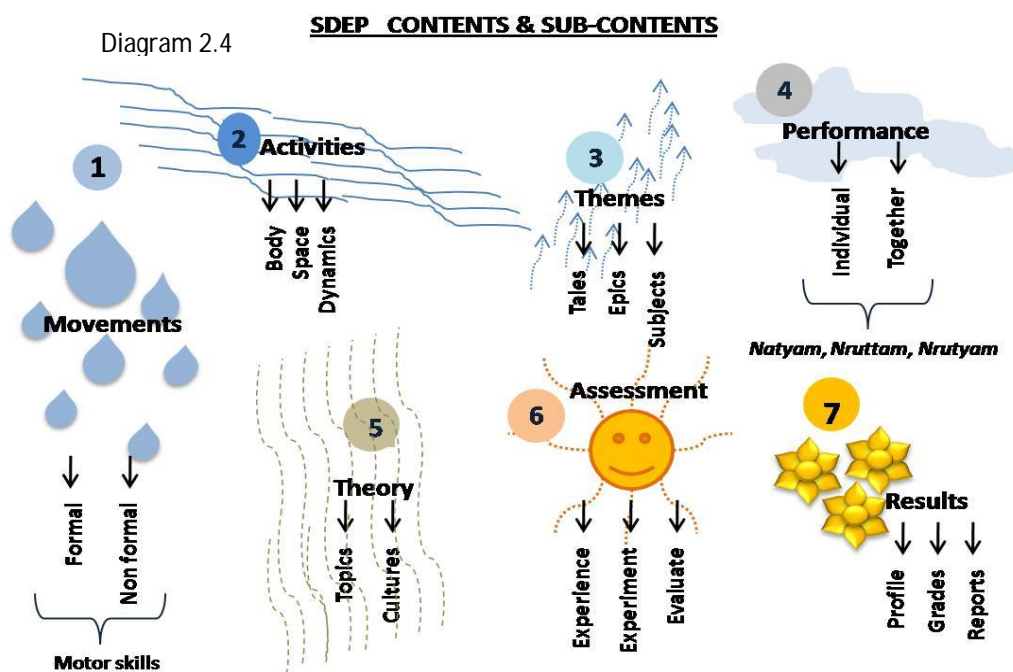 SDEP CONTENTS & SUB-CONTENTS
Diagram 2.4
1
Movements
Formal
Non formal
Motor skills
2
Activities
Body
Space
Dynamics
3
Themes
Tales
Epics
Subjects
4
Performance
Individual
Together
Natyam, Nruttam, Nrutyam
5
Theory
Topics
Cultures
6
Assessment
Experience
Experiment
Evaluate
7
Results
Profile
Grades
Reports